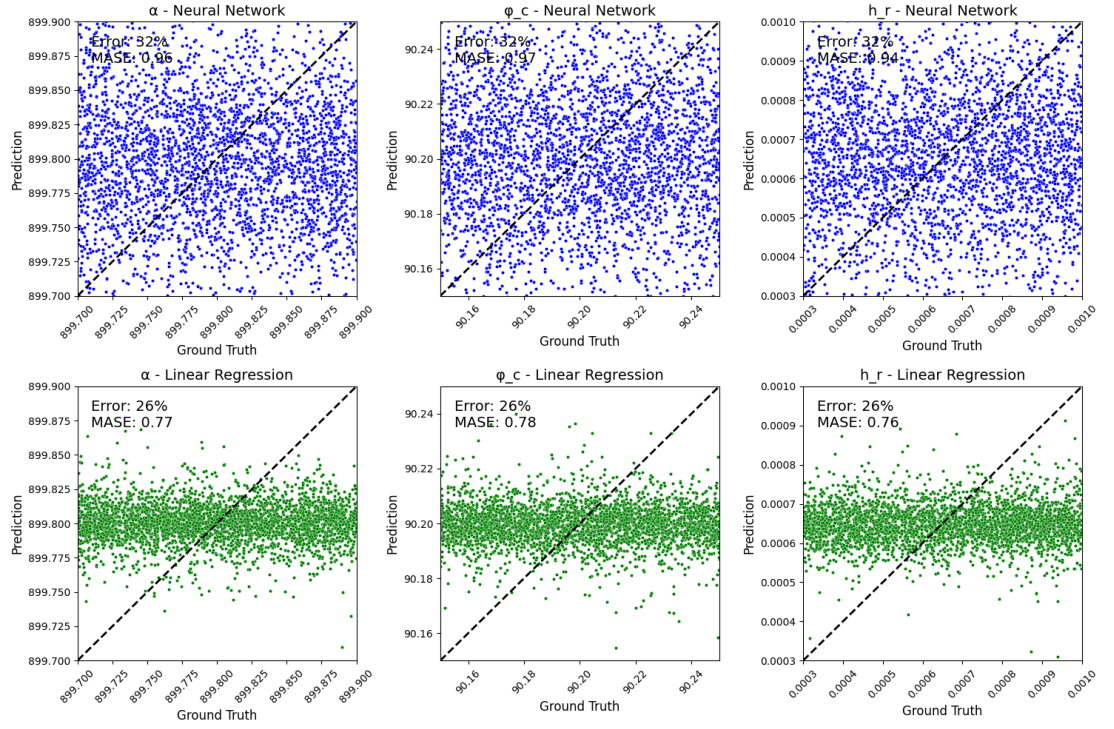 α - Neural Network
φ_c - Neural Network
h_r - Neural Network
Error: 32%
MASE: 0.96
Error: 32%
MASE: 0.97
Error: 32%
MASE: 0.94
Prediction
899.900
899.875
899.850
899.825
899.800
899.775
899.750
899.725
899.700
899.700
899.725
899.750
899.775
899.800
899.825
899.850
899.875
899.900
Ground Truth
Prediction
90.24
90.22
90.20
90.18
90.16
90.16
90.18
90.20
90.22
90.24
Ground Truth
Prediction
0.0010
0.0009
0.0008
0.0007
0.0006
0.0005
0.0004
0.0003
0.0003
0.0004
0.0005
0.0006
0.0007
0.0008
0.0009
0.0010
Ground Truth
α - Linear Regression
φ_c - Linear Regression
h_r - Linear Regression
Error: 26%
MASE: 0.77
Error: 26%
MASE: 0.78
Error: 26%
MASE: 0.76
Prediction
899.900
899.875
899.850
899.825
899.800
899.775
899.750
899.725
899.700
899.700
899.725
899.750
899.775
899.800
899.825
899.850
899.875
899.900
Ground Truth
Prediction
90.24
90.22
90.20
90.18
90.16
90.16
90.18
90.20
90.22
90.24
Ground Truth
Prediction
0.0010
0.0009
0.0008
0.0007
0.0006
0.0005
0.0004
0.0003
0.0003
0.0004
0.0005
0.0006
0.0007
0.0008
0.0009
0.0010
Ground Truth